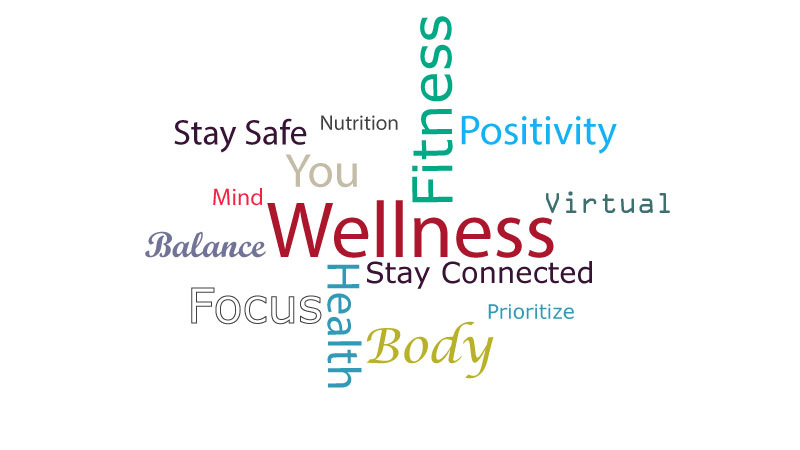 Fitness
Stay Safe
Nutrition
Positivity
You
Mind
Virtual
Wellness
Balance
Stay Connected
Health
Focus
Prioritize
Body